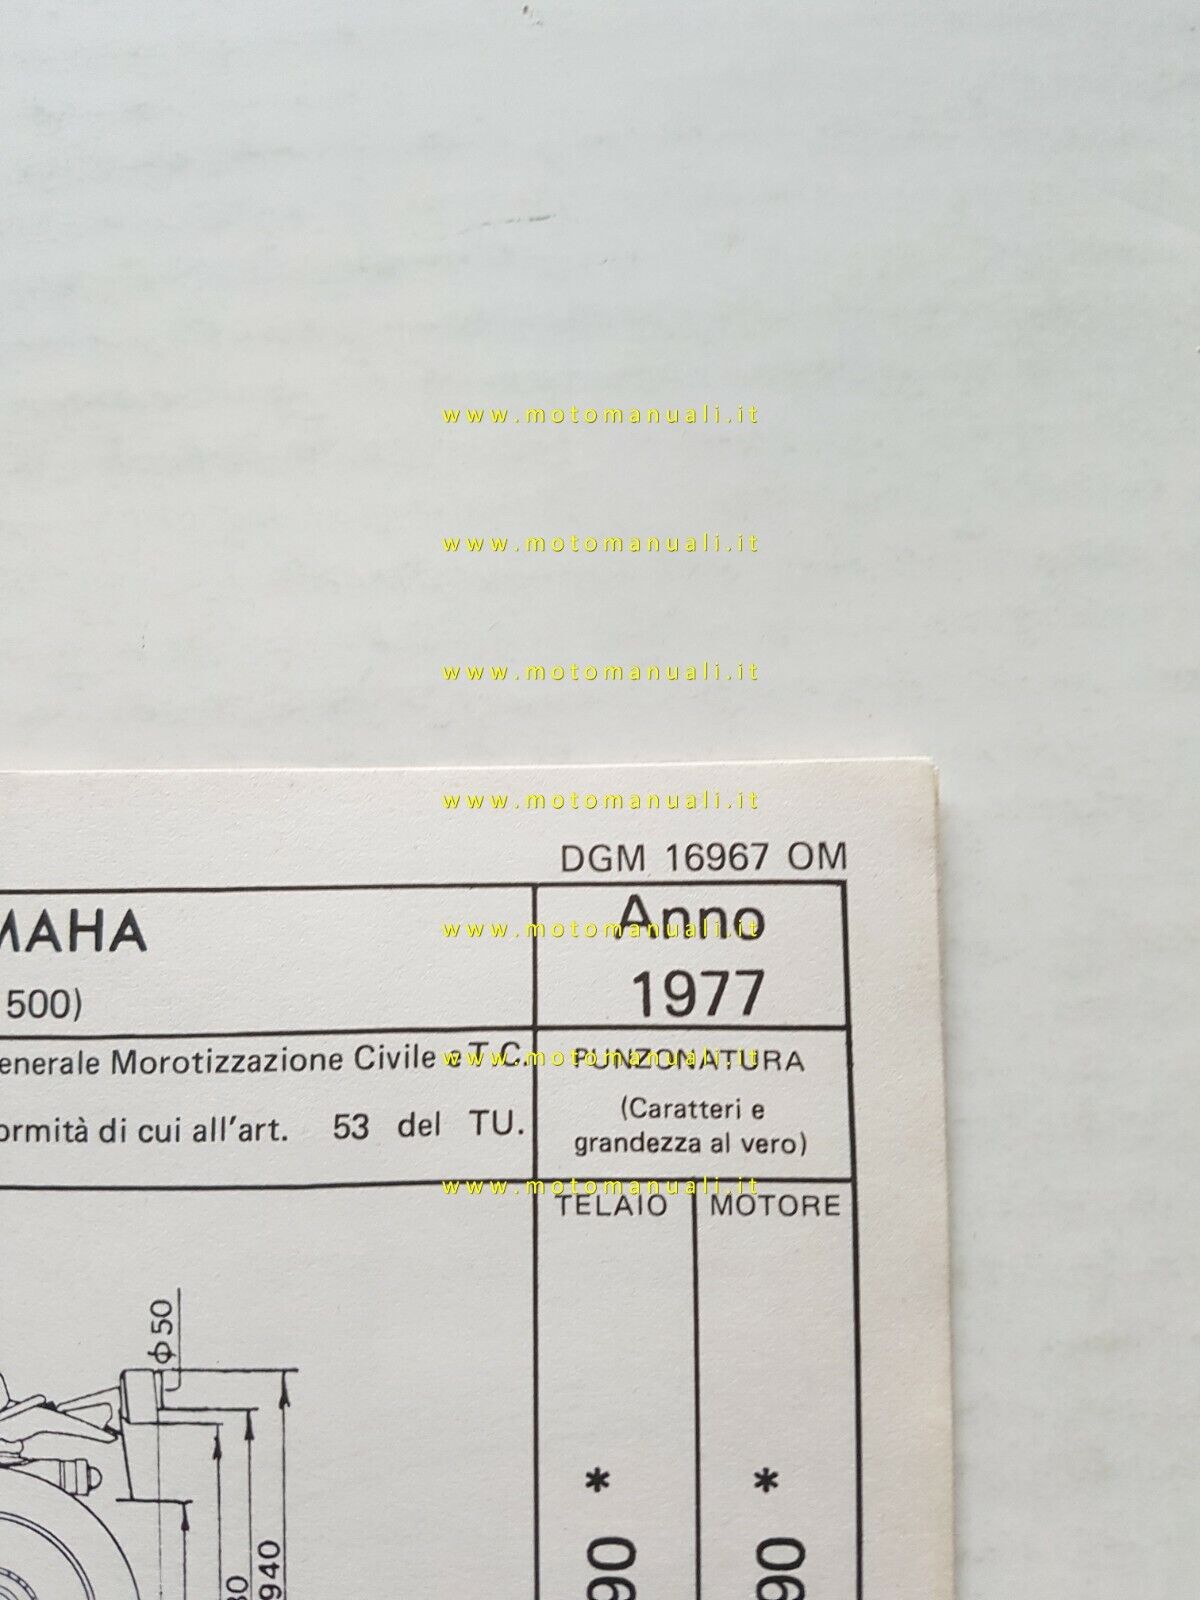 www.motomanuali.it
www.motomanuali.it
www.motomanuali.it
www.motomanuali.it
DGM 16967 OM
MAHA
Anno
www.motomanuali.it
1977
500)
enerale Morotizzazione Civile e T.C.
PUNZONATURA
www.motomanuali.it
(Caratteri e
grandezza al vero)
ormità di cui all'art. 53 del TU.
www.motomanuali.it
TELAIO
MOTORE
ϕ50
* *
940